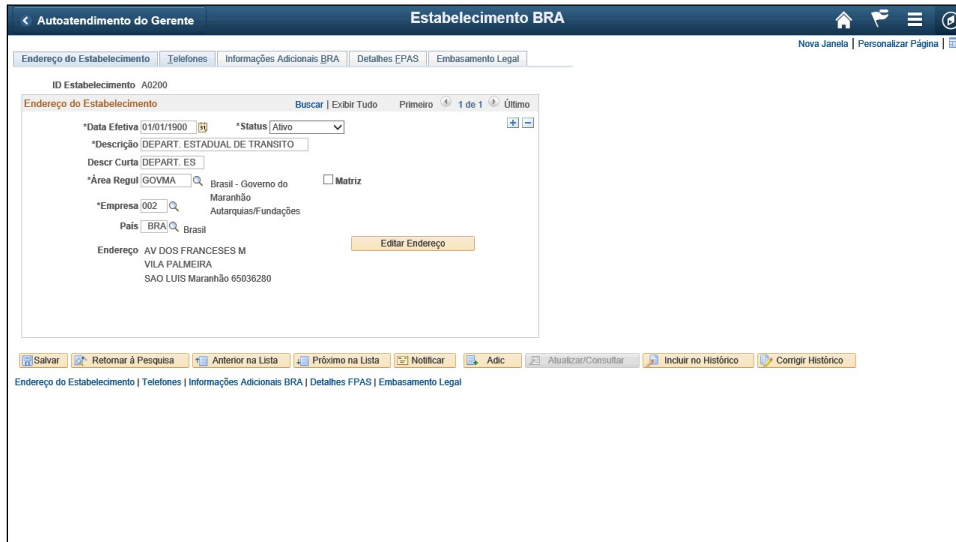 Autoatendimento do Gerente
Estabelecimento BRA
Nova Janela | Personalizar Página |
Endereço do Estabelecimento Telefones Informações Adicionais BRA Detalhes FPAS Embasamento Legal
ID Estabelecimento A0200
Endereço do Estabelecimento Buscar | Exibir Tudo Primeiro 1 de 1 Último
*Data Efetiva 01/01/1900 *Status Ativo
*Descrição DEPART. ESTADUAL DE TRANSITO
Descr Curta DEPART. ES
*Área Regul GOVMA Brasil - Governo do Matriz
Maranhão
*Empresa 002 Autarquias/Fundações
País BRA Brasil
Editar Endereço
Endereço AV DOS FRANCESES M
VILA PALMEIRA
SAO LUIS Maranhão 65036280
Salvar Retornar à Pesquisa Anterior na Lista Próximo na Lista Notificar Adic Atualizar/Consultar Incluir no Histórico Corrigir Histórico
Endereço do Estabelecimento | Telefones | Informações Adicionais BRA | Detalhes FPAS | Embasamento Legal